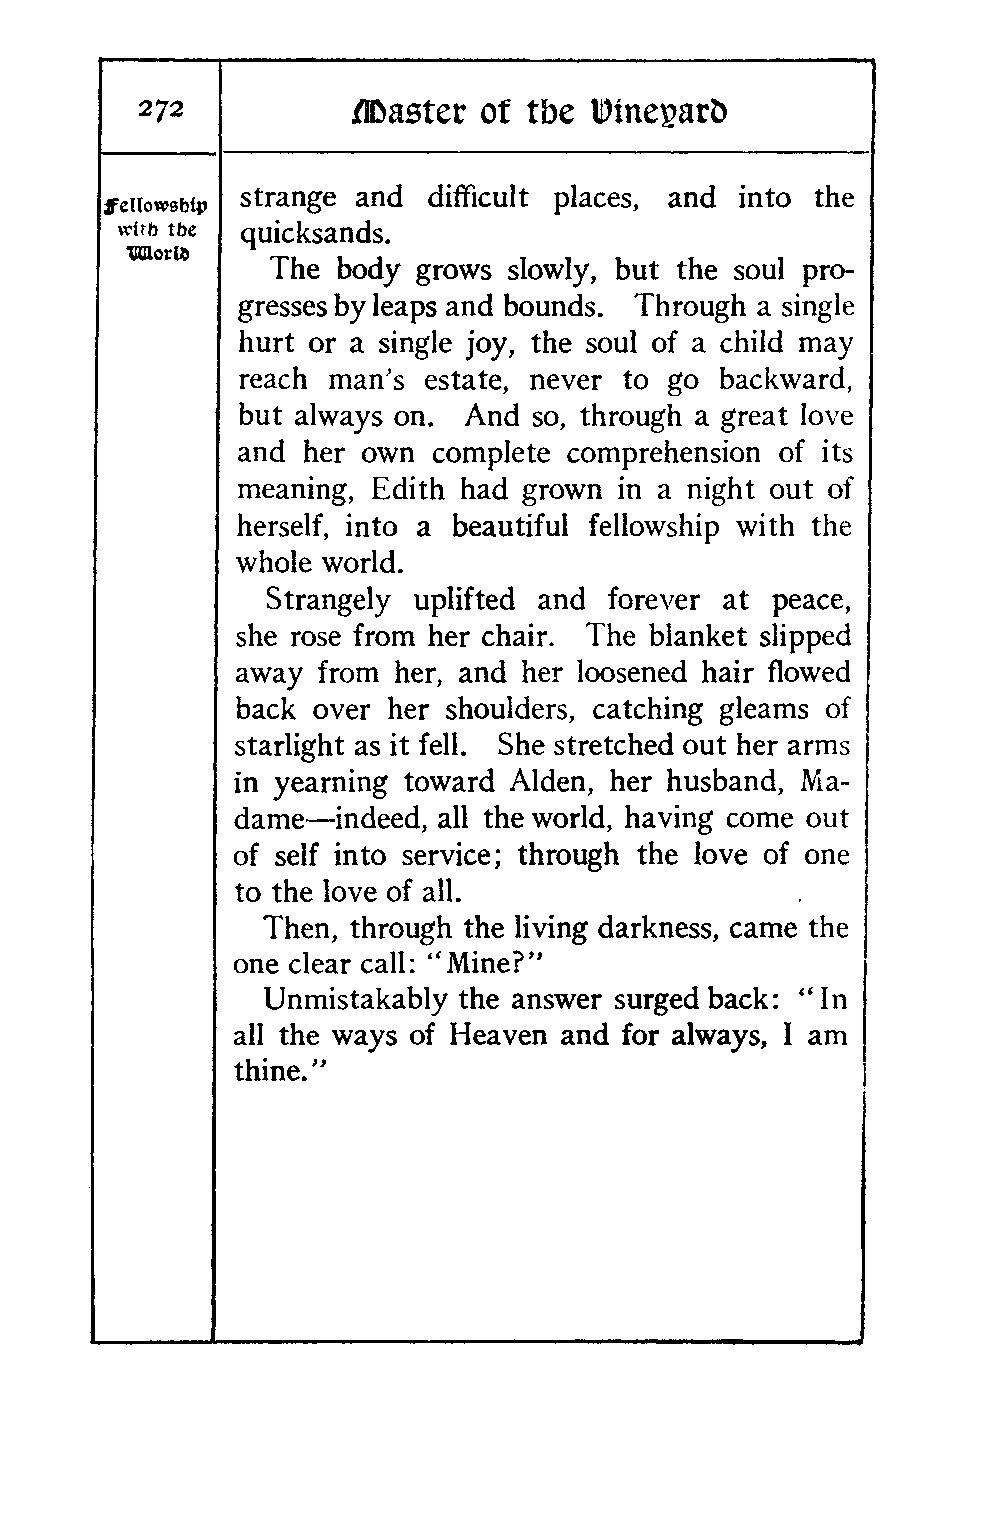 272
Master of the Vineyard
Fellowship
with the
World
strange and difficult places, and into the
quicksands.
The body grows slowly, but the soul pro-
gresses by leaps and bounds. Through a single
hurt or a single joy, the soul of a child may
reach man's estate, never to go backward,
but always on. And so, through a great love
and her own complete comprehension of its
meaning, Edith had grown in a night out of
herself, into a beautiful fellowship with the
whole world.
Strangely uplifted and forever at peace,
she rose from her chair. The blanket slipped
away from her, and her loosened hair flowed
back over her shoulders, catching gleams of
starlight as it fell. She stretched out her arms
in yearning toward Alden, her husband, Ma-
dame—indeed, all the world, having come out
of self into service; through the love of one
to the love of all.
Then, through the living darkness, came the
one clear call: "Mine?"
Unmistakably the answer surged back: "In
all the ways of Heaven and for always, I am
thine."